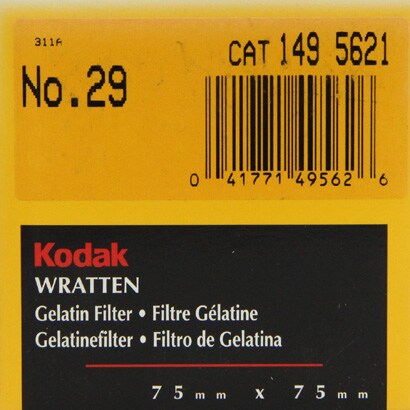 311A
CAT 149 5621
No.29
0 41771 49562 6
Kodak
WRATTEN
Gelatin Filter • Filtre Gélatine
Gelatinefilter • Filtro de Gelatina
75mm x 75mm